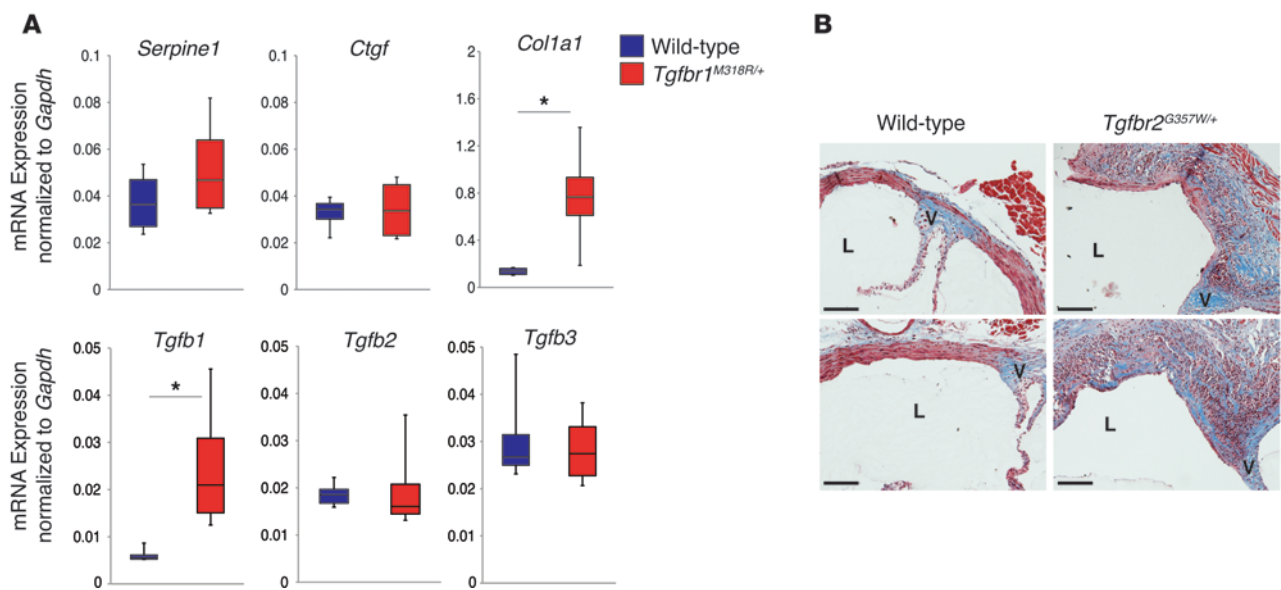 A
B
Serpine1
Ctgf
Col1a1
Wild-type
Tgfbr1M318R/+
mRNA Expression
normalized to Gapdh
0.1
0.08
0.06
0.04
0.02
0
0.1
0.08
0.06
0.04
0.02
0
2
1.6
1.2
0.8
0.4
0
*
Tgfb1
Tgfb2
Tgfb3
mRNA Expression
normalized to Gapdh
0.05
0.04
0.03
0.02
0.01
0
*
0.05
0.04
0.03
0.02
0.01
0
0.05
0.04
0.03
0.02
0.01
0
Wild-type
Tgfbr2G357W/+
L
V
L
V
L
V
L
V